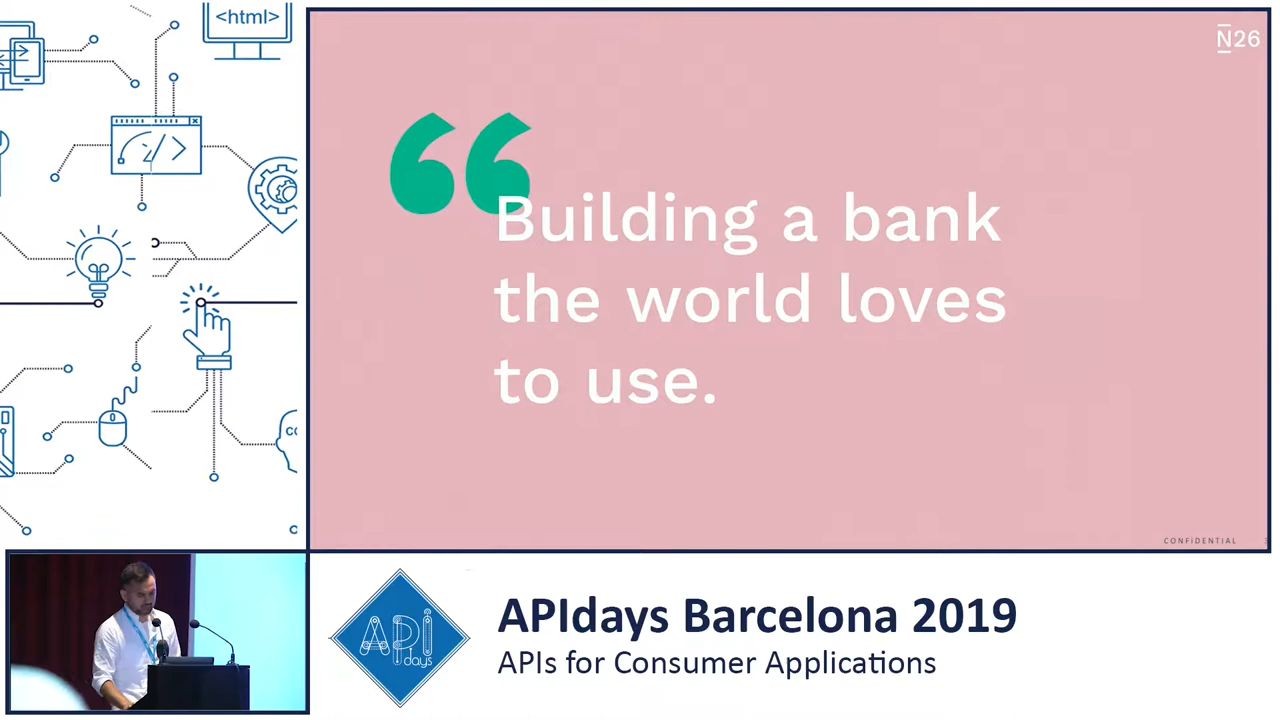 <html>
N26
Building a bank
the world loves
to use.
CONFiDENTIAL
API
days
APIdays Barcelona 2019
APIs for Consumer Applications